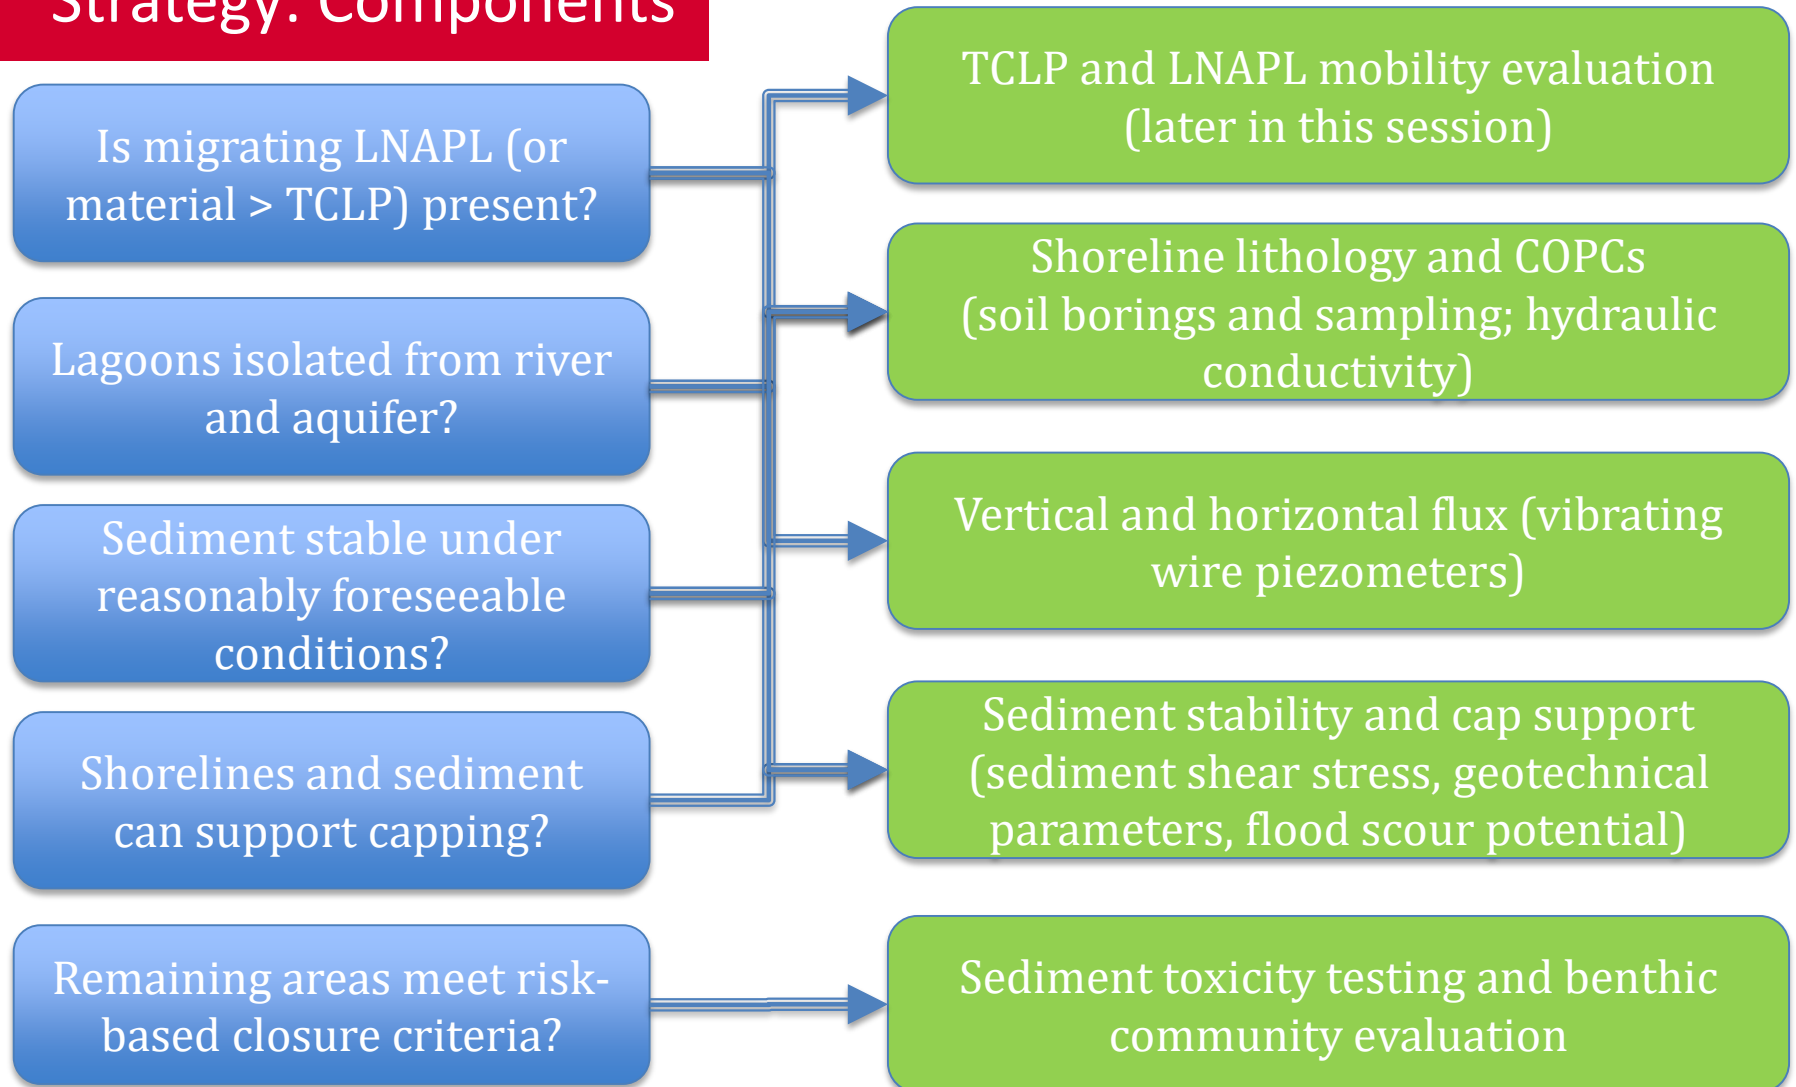 Strategy: Components
Is migrating LNAPL (or
material > TCLP) present?
Lagoons isolated from river
and aquifer?
Sediment stable under
reasonably foreseeable
conditions?
Shorelines and sediment
can support capping?
Remaining areas meet risk-
based closure criteria?
TCLP and LNAPL mobility evaluation
(later in this session)
Shoreline lithology and COPCs
(soil borings and sampling; hydraulic
conductivity)
Vertical and horizontal flux (vibrating
wire piezometers)
Sediment stability and cap support
(sediment shear stress, geotechnical
parameters, flood scour potential)
Sediment toxicity testing and benthic
community evaluation